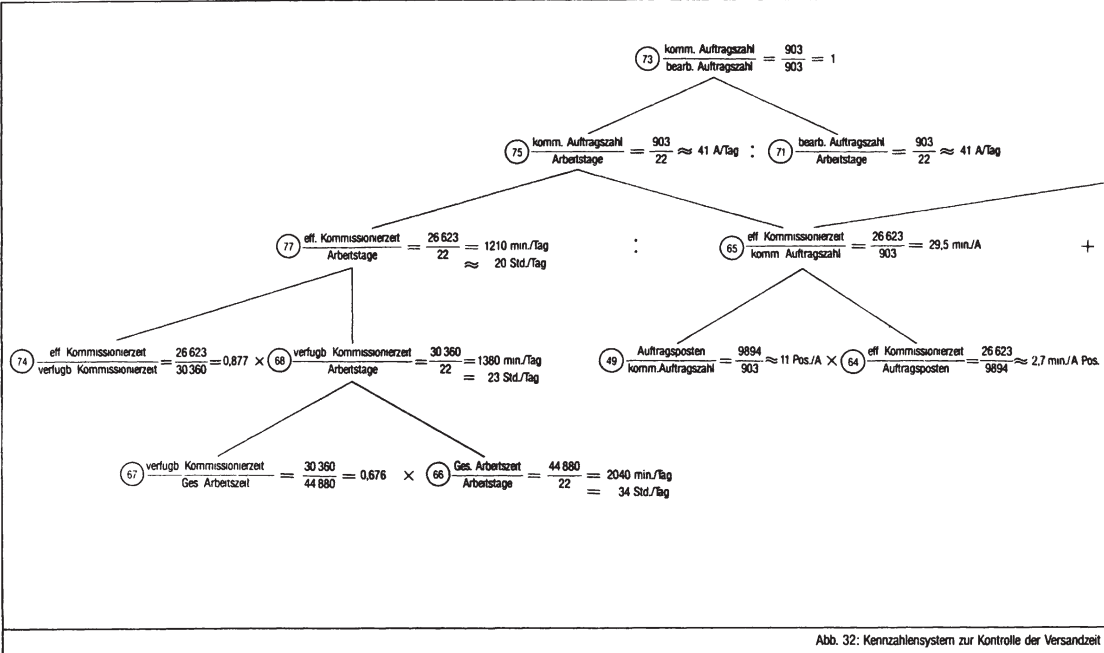 (73) komm. Auftragszahl / bearb. Auftragszahl = 903 / 903 = 1
(75) komm. Auftragszahl / Arbeitstage = 903 / 22 ≈ 41 A/Tag : (71) bearb. Auftragszahl / Arbeitstage = 903 / 22 ≈ 41 A/Tag
(77) eff. Kommissionierzeit / Arbeitstage = 26 623 / 22 = 1210 min./Tag ≈ 20 Std./Tag : (65) eff Kommissionierzeit / komm Auftragszahl = 26 623 / 903 = 29,5 min./A +
(74) eff Kommissionierzeit / verfugb Kommissionierzeit = 26 623 / 30 360 = 0,877 × (68) verfugb Kommissionierzeit / Arbeitstage = 30 360 / 22 = 1380 min./Tag = 23 Std./Tag (49) Auftragsposten / komm.Auftragszahl = 9894 / 903 ≈ 11 Pos./A × (64) eff Kommissionierzeit / Auftragsposten = 26 623 / 9894 ≈ 2,7 min./A Pos.
(67) verfugb Kommissionierzeit / Ges Arbeitszeit = 30 360 / 44 880 = 0,676 × (66) Ges. Arbeitszeit / Arbeitstage = 44 880 / 22 = 2040 min./Tag = 34 Std./Tag
Abb. 32: Kennzahlensystem zur Kontrolle der Versandzeit